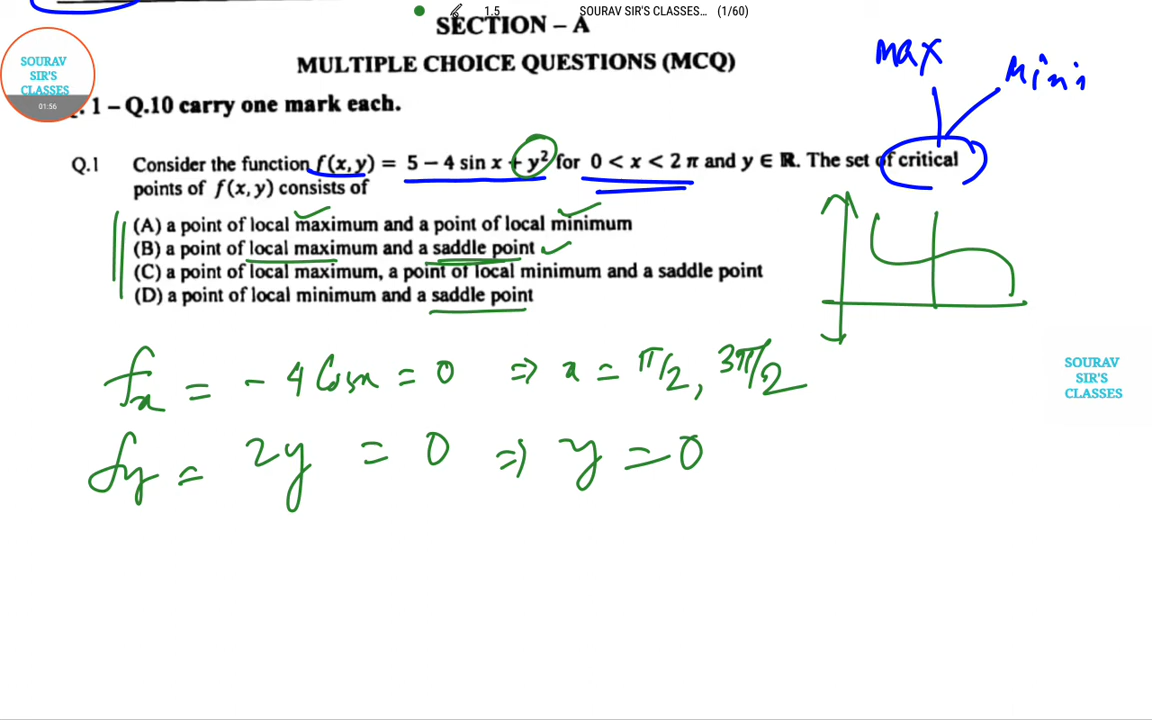 1.5 SOURAV SIR'S CLASSES... (1/60)
SECTION – A
MULTIPLE CHOICE QUESTIONS (MCQ)
SOURAV
SIR'S
CLASSES
01:56
1 – Q.10 carry one mark each.
Max
Mini
Q.1 Consider the function f(x, y) = 5 − 4 sin x + y² for 0 < x < 2π and y ∈ ℝ. The set of critical
points of f(x, y) consists of
(A) a point of local maximum and a point of local minimum
(B) a point of local maximum and a saddle point
(C) a point of local maximum, a point of local minimum and a saddle point
(D) a point of local minimum and a saddle point
fx = − 4 Cosx = 0 ⇒ x = π/2, 3π/2
fy = 2y = 0 ⇒ y = 0
SOURAV
SIR'S
CLASSES